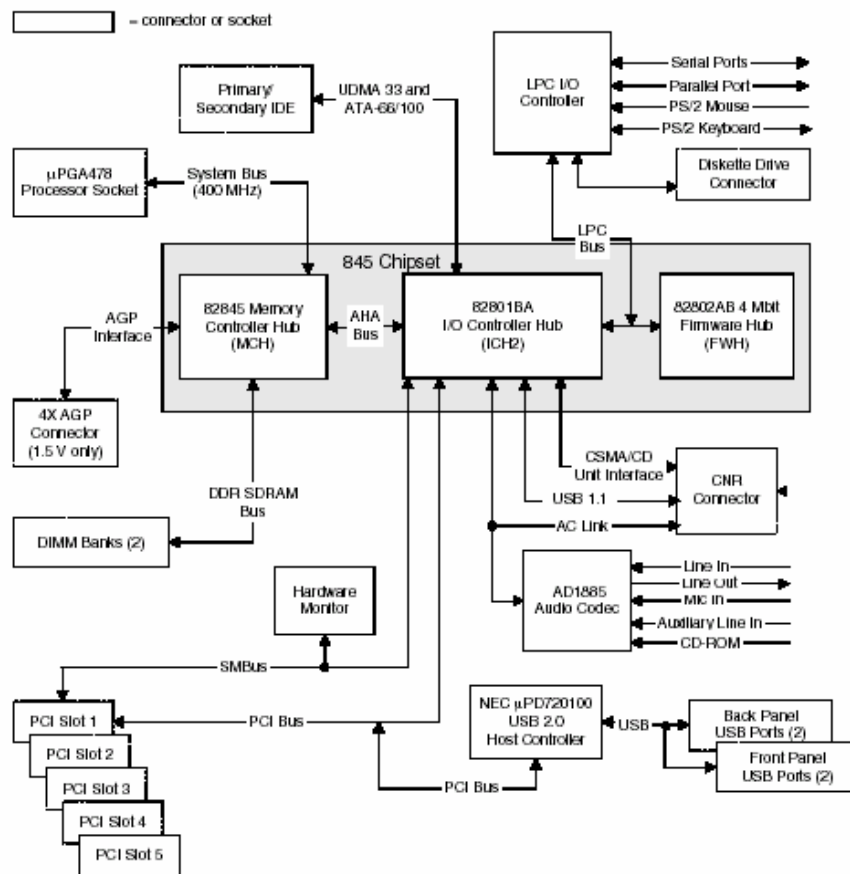 = connector or socket
Primary/
Secondary IDE
UDMA 33 and
ATA-66/100
LPC I/O
Controller
Serial Ports
Parallel Port
PS/2 Mouse
PS/2 Keyboard
Diskette Drive
Connector
µPGA478
Processor Socket
System Bus
(400 MHz)
LPC
Bus
845 Chipset
82845 Memory
Controller Hub
(MCH)
AHA
Bus
82801BA
I/O Controller Hub
(ICH2)
82802AB 4 Mbit
Firmware Hub
(FWH)
AGP
Interface
4X AGP
Connector
(1.5 V only)
DDR SDRAM
Bus
DIMM Banks (2)
CSMA/CD
Unit Interface
USB 1.1
AC Link
CNR
Connector
Hardware
Monitor
AD1885
Audio Codec
Line In
Line Out
Mic In
Auxiliary Line In
CD-ROM
SMBus
PCI Slot 1
PCI Slot 2
PCI Slot 3
PCI Slot 4
PCI Slot 5
PCI Bus
PCI Bus
NEC µPD720100
USB 2.0
Host Controller
USB
Back Panel
USB Ports (2)
Front Panel
USB Ports (2)